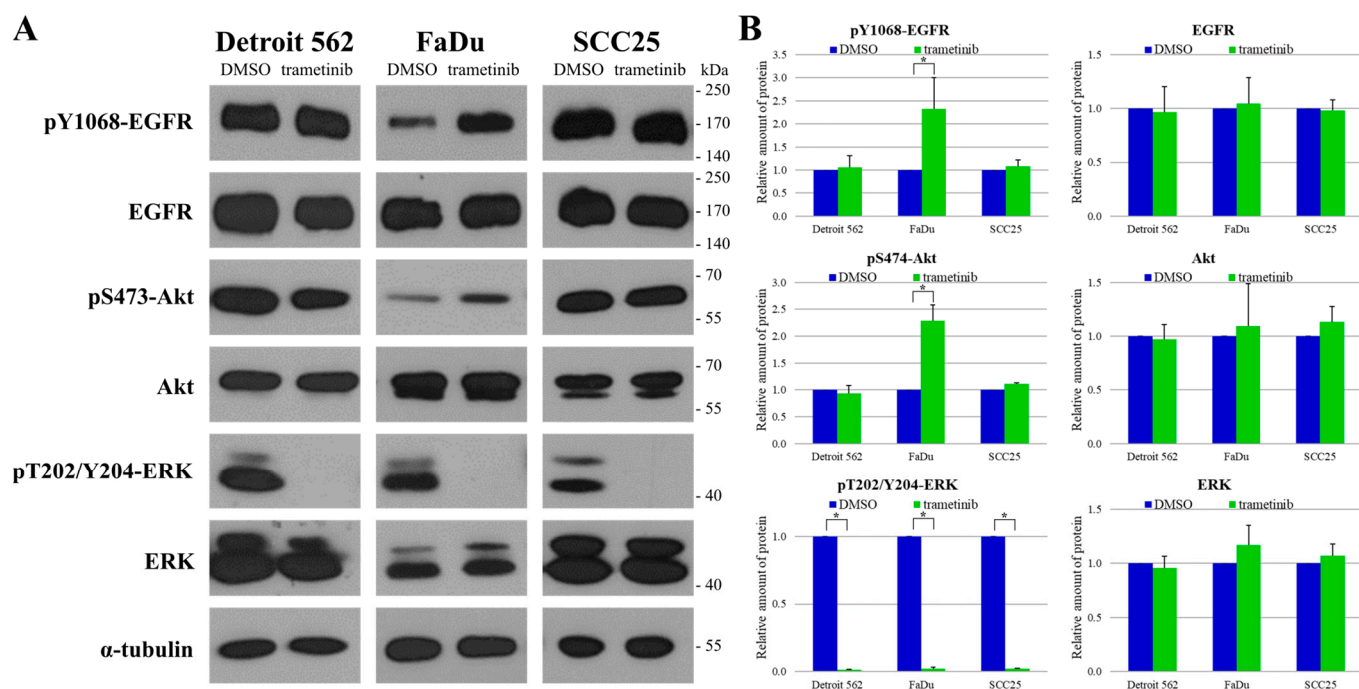 A
Detroit 562 FaDu SCC25
DMSO trametinib DMSO trametinib DMSO trametinib kDa
pY1068-EGFR
- 250
- 170
- 140
EGFR
- 250
- 170
- 140
pS473-Akt
- 70
- 55
Akt
- 70
- 55
pT202/Y204-ERK
- 40
ERK
- 40
α-tubulin
- 55
B
pY1068-EGFR
DMSO trametinib
Relative amount of protein
3.5
3.0
2.5
2.0
1.5
1.0
0.5
0.0
*
Detroit 562 FaDu SCC25
EGFR
DMSO trametinib
Relative amount of protein
1.5
1.0
0.5
0.0
Detroit 562 FaDu SCC25
pS474-Akt
DMSO trametinib
Relative amount of protein
3.0
2.5
2.0
1.5
1.0
0.5
0.0
*
Detroit 562 FaDu SCC25
Akt
DMSO trametinib
Relative amount of protein
1.5
1.0
0.5
0.0
Detroit 562 FaDu SCC25
pT202/Y204-ERK
DMSO trametinib
Relative amount of protein
* * *
1.0
0.5
0.0
Detroit 562 FaDu SCC25
ERK
DMSO trametinib
Relative amount of protein
1.5
1.0
0.5
0.0
Detroit 562 FaDu SCC25